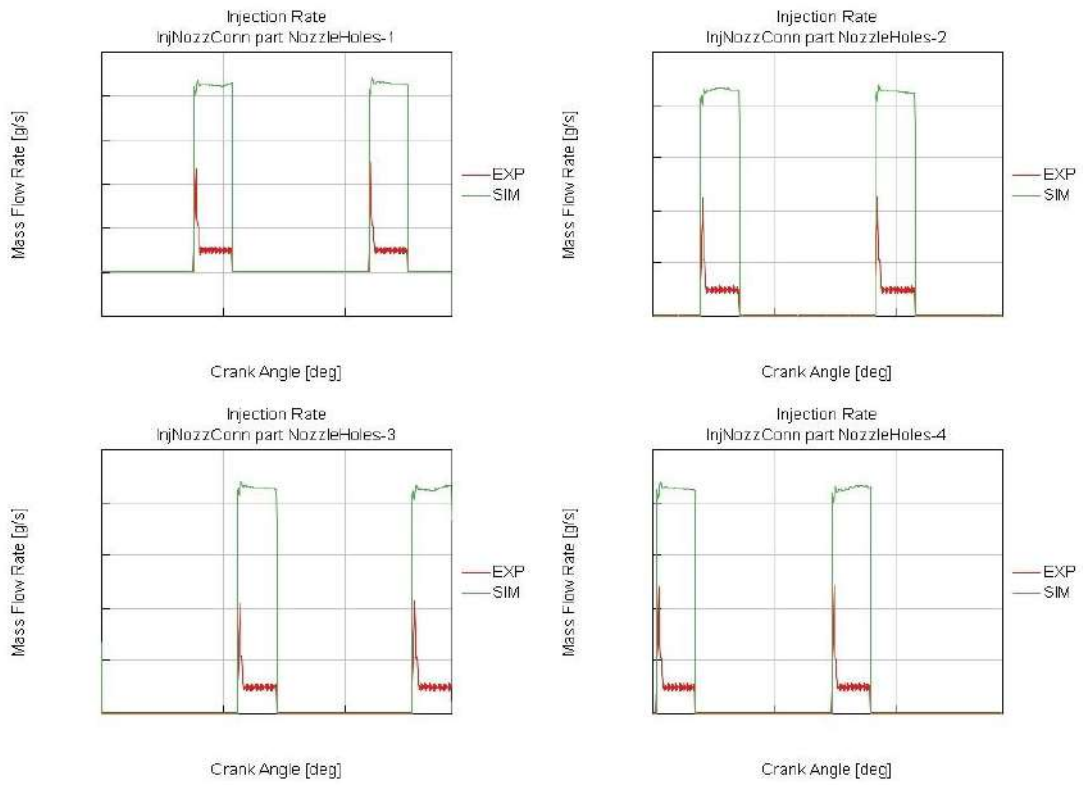 Injection Rate
InjNozzConn part NozzleHoles-1
Mass Flow Rate [g/s]
EXP
SIM
Crank Angle [deg]
Injection Rate
InjNozzConn part NozzleHoles-2
Mass Flow Rate [g/s]
EXP
SIM
Crank Angle [deg]
Injection Rate
InjNozzConn part NozzleHoles-3
Mass Flow Rate [g/s]
EXP
SIM
Crank Angle [deg]
Injection Rate
InjNozzConn part NozzleHoles-4
Mass Flow Rate [g/s]
EXP
SIM
Crank Angle [deg]